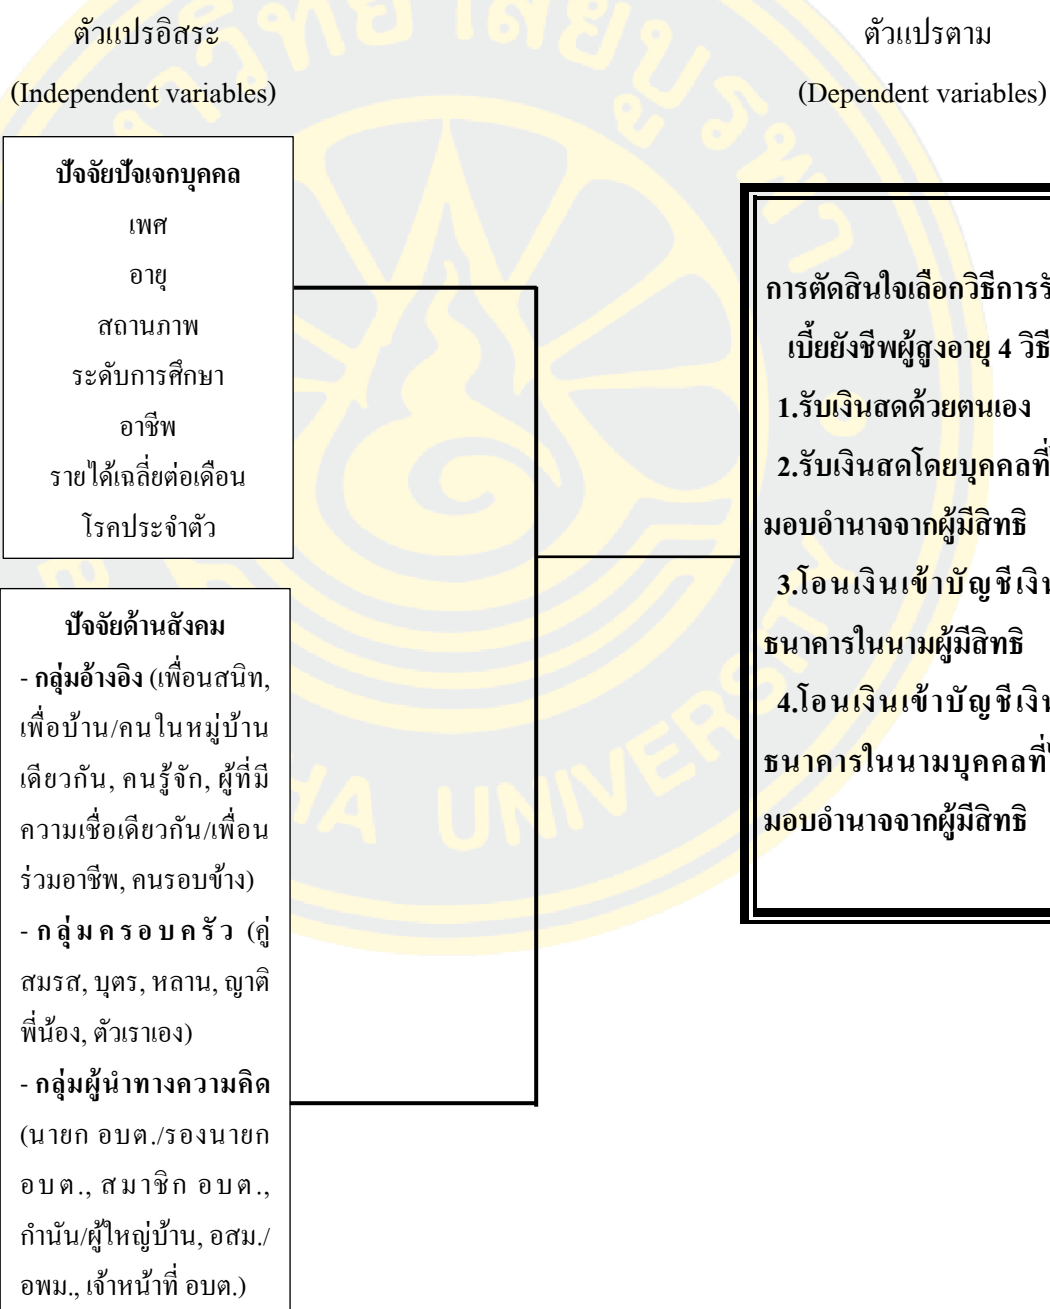 ตัวแปรอิสระ
(Independent variables)
ปัจจัยปัจเจกบุคคล
เพศ
อายุ
สถานภาพ
ระดับการศึกษา
อาชีพ
รายได้เฉลี่ยต่อเดือน
โรคประจำตัว
ปัจจัยด้านสังคม
- กลุ่มอ้างอิง (เพื่อนสนิท,
เพื่อบ้าน/คนในหมู่บ้าน
เดียวกัน, คนรู้จัก, ผู้ที่มี
ความเชื่อเดียวกัน/เพื่อน
ร่วมอาชีพ, คนรอบข้าง)
- กลุ่มครอบครัว (คู่
สมรส, บุตร, หลาน, ญาติ
พี่น้อง, ตัวเราเอง)
- กลุ่มผู้นำทางความคิด
(นายก อบต./รองนายก
อบต., สมาชิก อบต.,
กำนัน/ผู้ใหญ่บ้าน, อสม./
อพม., เจ้าหน้าที่ อบต.)
ตัวแปรตาม
(Dependent variables)
การตัดสินใจเลือกวิธีการรั
เบี้ยยังชีพผู้สูงอายุ 4 วิธี
1.รับเงินสดด้วยตนเอง
2.รับเงินสดโดยบุคคลที่
มอบอำนาจจากผู้มีสิทธิ
3.โอนเงินเข้าบัญชีเงิน
ธนาคารในนามผู้มีสิทธิ
4.โอนเงินเข้าบัญชีเงิน
ธนาคารในนามบุคคลที่
มอบอำนาจจากผู้มีสิทธิ